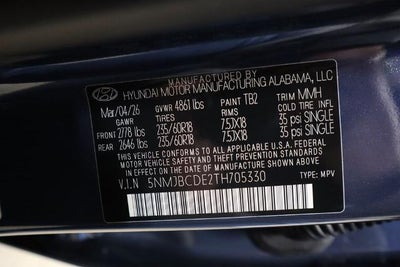 MANUFACTURED BY
HYUNDAI MOTOR MANUFACTURING ALABAMA, LLC
Mar/04/26 GVWR 4861 lbs PAINT TB2 TRIM MMH
GAWR TIRE RIM COLD TIRE INFL
FRONT 2778 lbs 235/60R18 7.5JX18 35 psi SINGLE
REAR 2646 lbs 235/60R18 7.5JX18 35 psi SINGLE
THIS VEHICLE CONFORMS TO ALL APPLICABLE U.S.A. FEDERAL
MOTOR VEHICLE SAFETY AND THEFT PREVENTION STANDARDS
IN EFFECT ON THE DATE OF MANUFACTURE SHOWN ABOVE.
V.I.N 5NMJBCDE2TH705330 TYPE: MPV